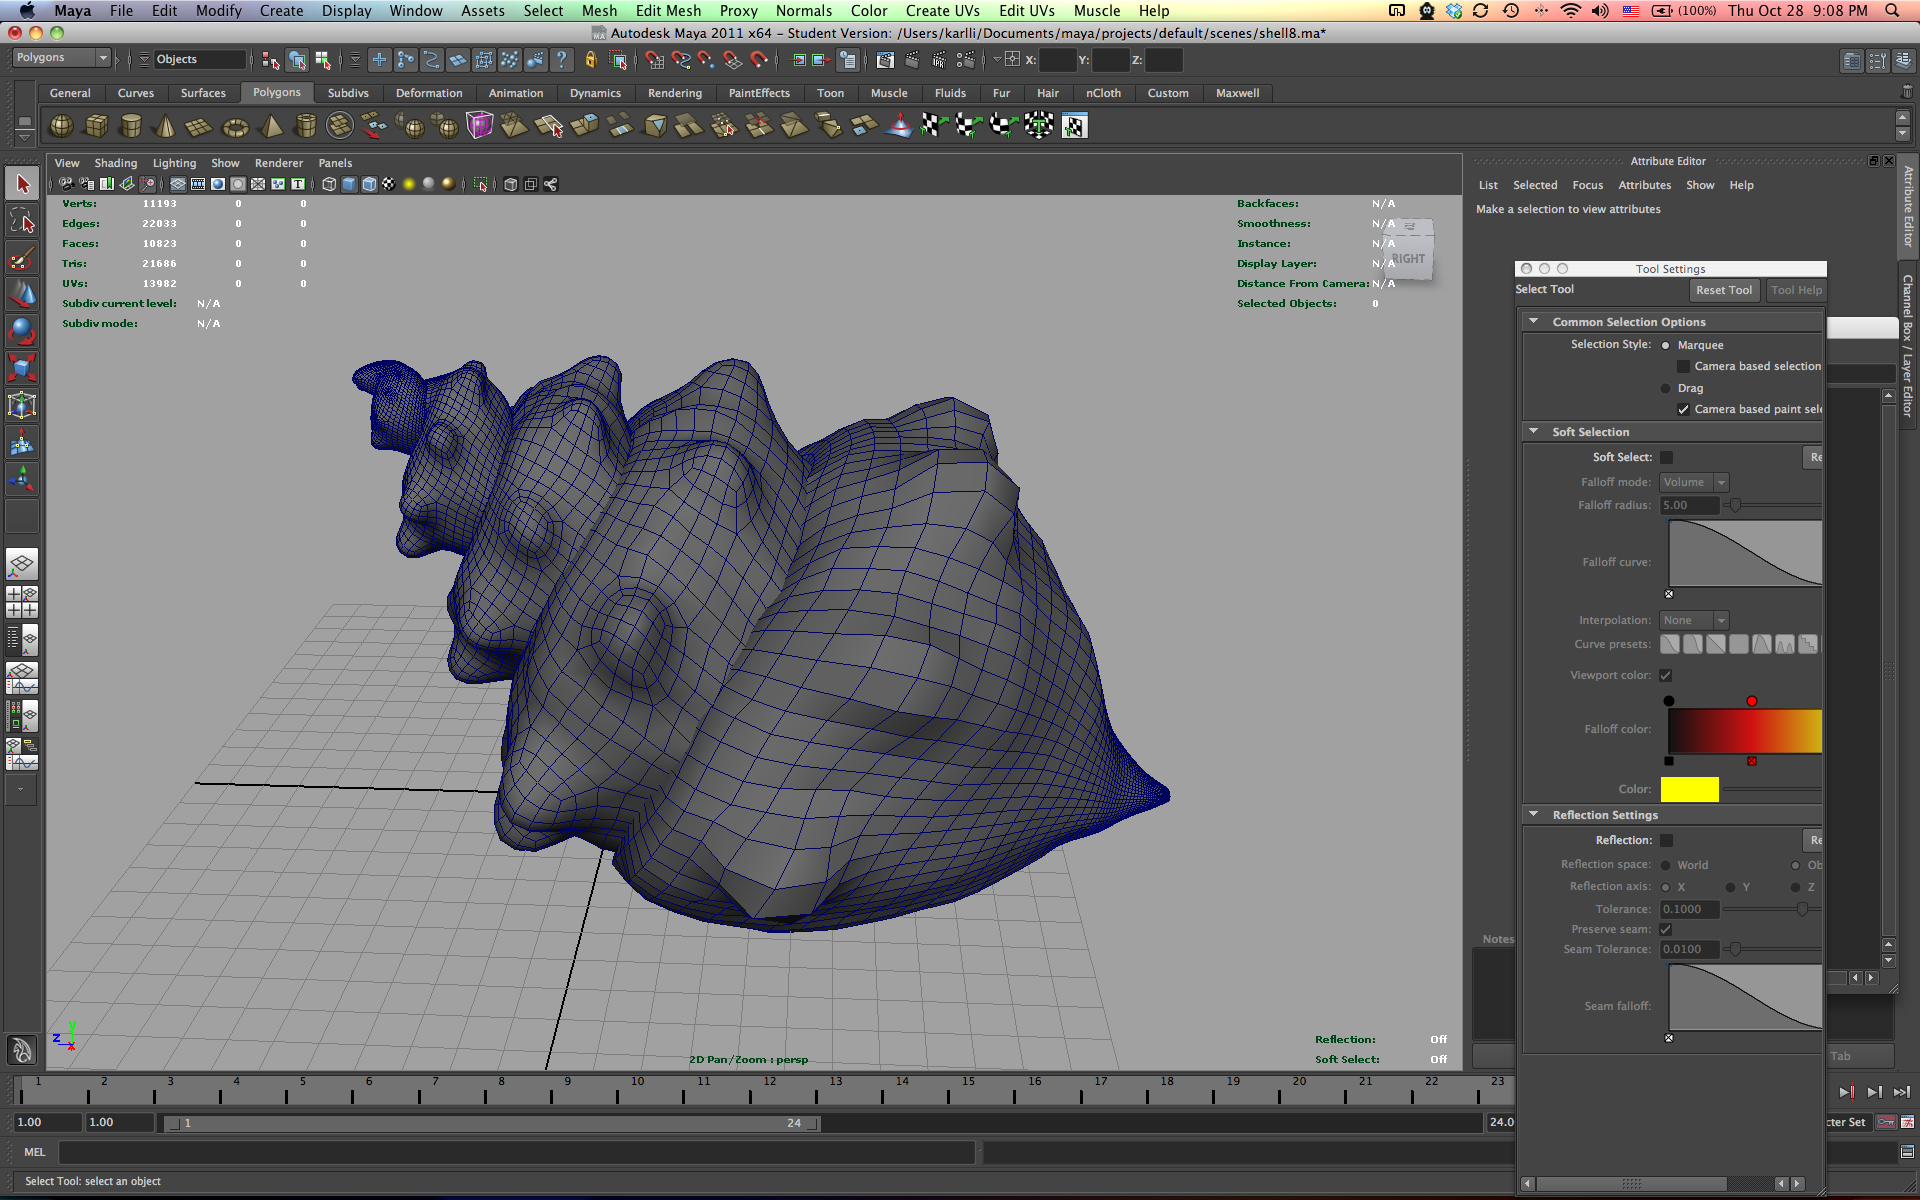 Maya File Edit Modify Create Display Window Assets Select Mesh Edit Mesh Proxy Normals Color Create UVs Edit UVs Muscle Help (100%) Thu Oct 28 9:08 PM
Autodesk Maya 2011 x64 - Student Version: /Users/karlli/Documents/maya/projects/default/scenes/shell8.ma*
Polygons Objects X: Y: Z:
General Curves Surfaces Polygons Subdivs Deformation Animation Dynamics Rendering PaintEffects Toon Muscle Fluids Fur Hair nCloth Custom Maxwell
View Shading Lighting Show Renderer Panels
Verts: 11193 0 0
Edges: 22033 0 0
Faces: 10823 0 0
Tris: 21686 0 0
UVs: 13982 0 0
Subdiv current level: N/A
Subdiv mode: N/A
Backfaces: N/A
Smoothness: N/A
Instance: N/A
Display Layer: N/A
Distance From Camera: N/A
Selected Objects: 0
RIGHT
Attribute Editor
List Selected Focus Attributes Show Help
Make a selection to view attributes
Attribute Editor
Channel Box / Layer Editor
Tool Settings
Select Tool Reset Tool Tool Help
Common Selection Options
Selection Style: Marquee
Camera based selection
Drag
Camera based paint sele
Soft Selection
Soft Select: Re
Falloff mode: Volume
Falloff radius: 5.00
Falloff curve:
Interpolation: None
Curve presets:
Viewport color:
Falloff color:
Color:
Reflection Settings
Reflection: Re
Reflection space: World Ob
Reflection axis: X Y Z
Tolerance: 0.1000
Preserve seam:
Seam Tolerance: 0.0100
Seam falloff:
Notes
Tab
y
z
x
2D Pan/Zoom : persp
Reflection: Off
Soft Select: Off
1 2 3 4 5 6 7 8 9 10 11 12 13 14 15 16 17 18 19 20 21 22 23
1.00 1.00 1 24 24.0 cter Set
MEL
Select Tool: select an object